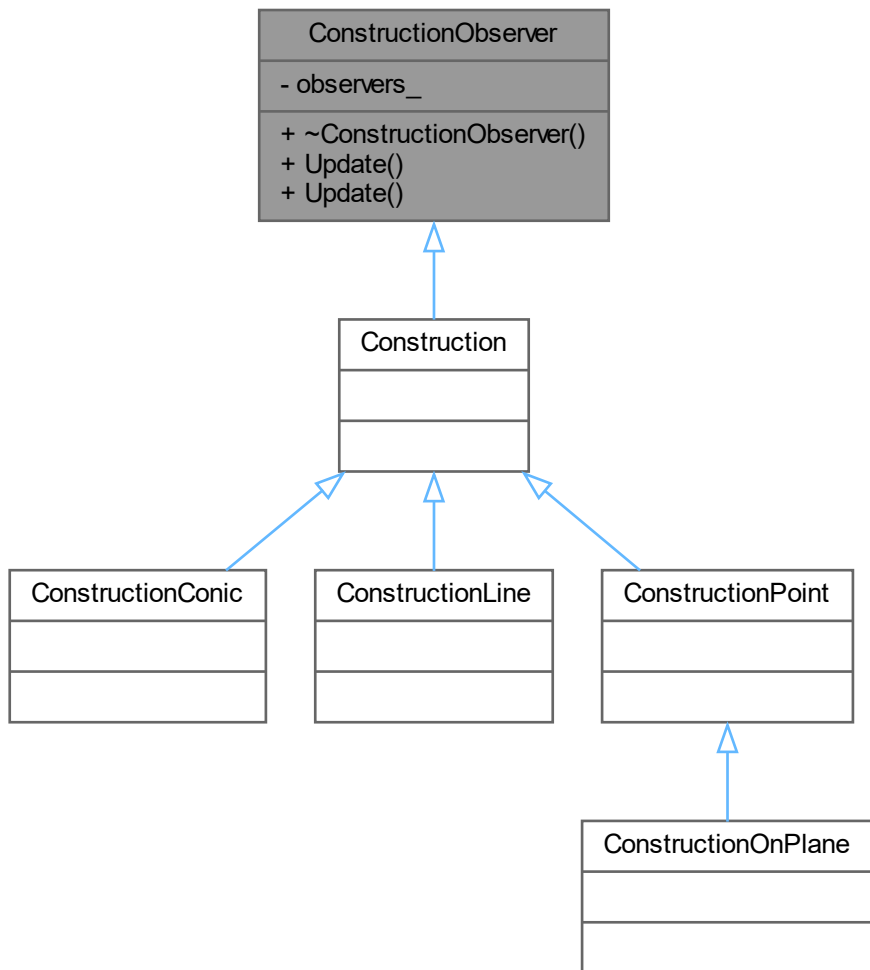 ConstructionObserver
- observers_
+ ~ConstructionObserver()
+ Update()
+ Update()
Construction
ConstructionConic
ConstructionLine
ConstructionPoint
ConstructionOnPlane